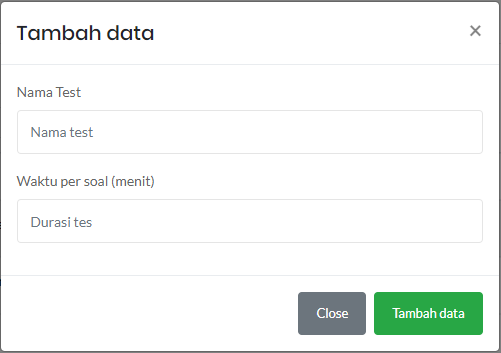 Tambah data
×
Nama Test
Nama test
Waktu per soal (menit)
Durasi tes
Close
Tambah data